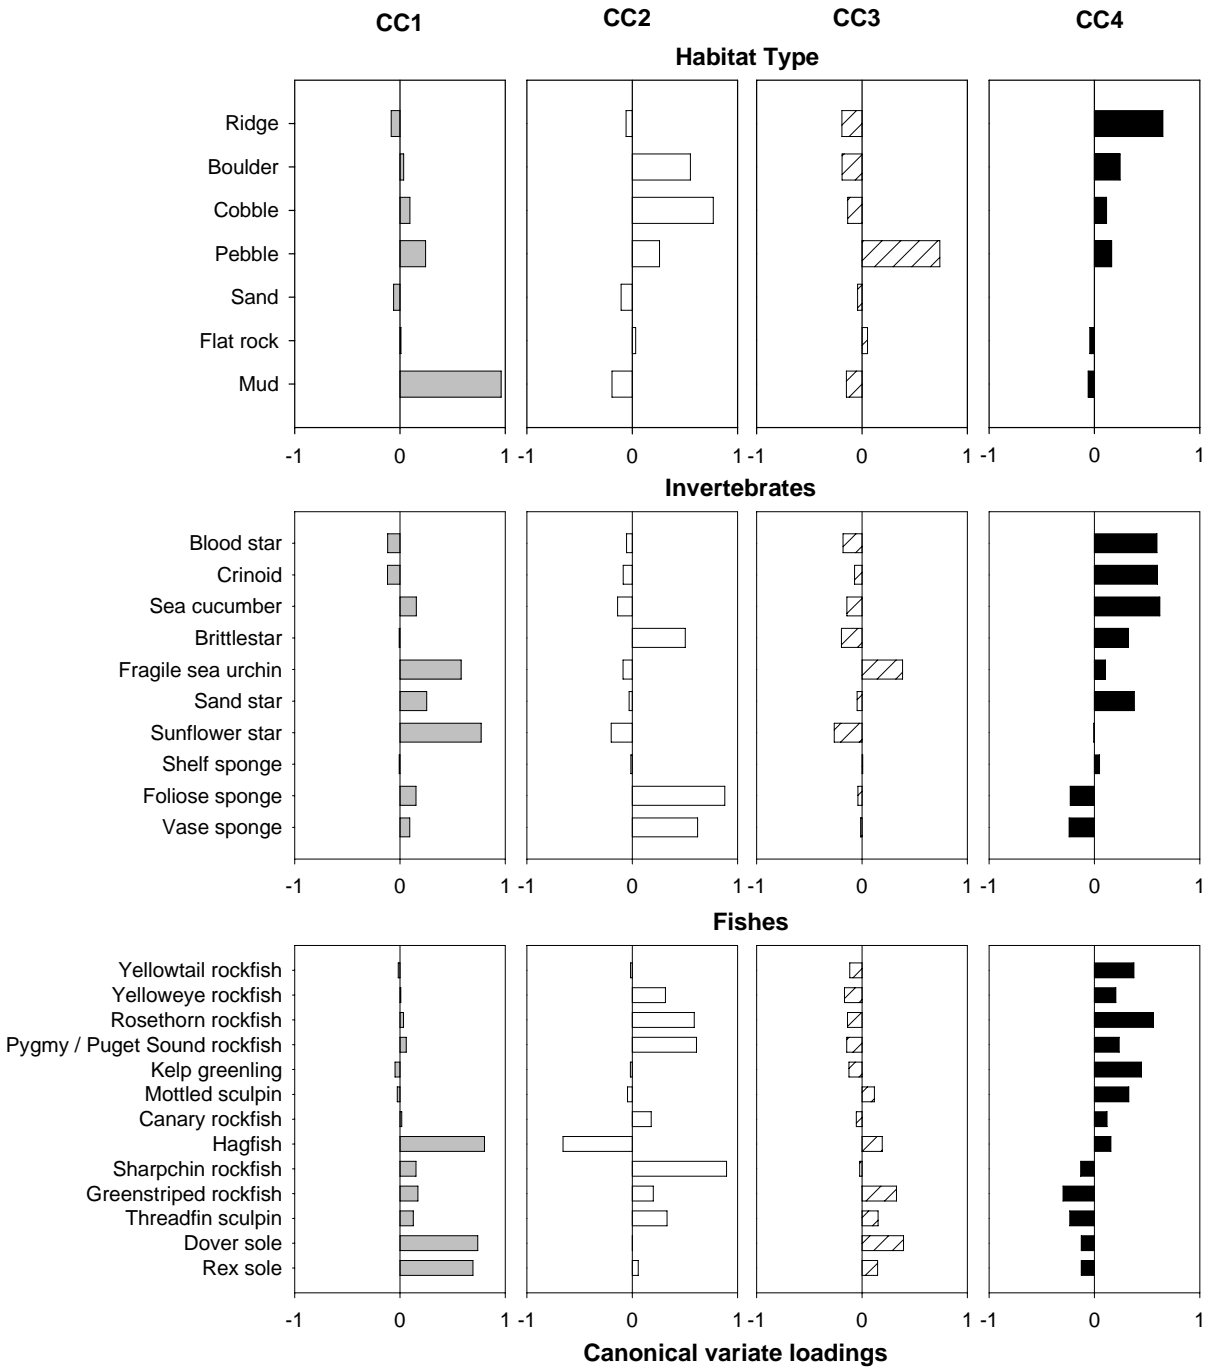 CC1 CC2 CC3 CC4
Habitat Type
Ridge
Boulder
Cobble
Pebble
Sand
Flat rock
Mud
-1 0 1 -1 0 1 -1 0 1 -1 0 1
Invertebrates
Blood star
Crinoid
Sea cucumber
Brittlestar
Fragile sea urchin
Sand star
Sunflower star
Shelf sponge
Foliose sponge
Vase sponge
-1 0 1 -1 0 1 -1 0 1 -1 0 1
Fishes
Yellowtail rockfish
Yelloweye rockfish
Rosethorn rockfish
Pygmy / Puget Sound rockfish
Kelp greenling
Mottled sculpin
Canary rockfish
Hagfish
Sharpchin rockfish
Greenstriped rockfish
Threadfin sculpin
Dover sole
Rex sole
-1 0 1 -1 0 1 -1 0 1 -1 0 1
Canonical variate loadings